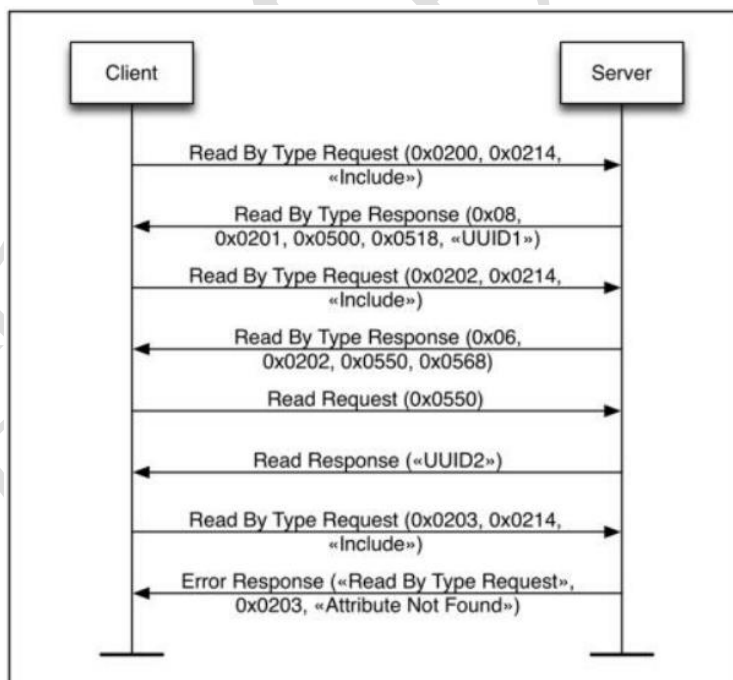 Client
Server
Read By Type Request (0x0200, 0x0214,
«Include»)
Read By Type Response (0x08,
0x0201, 0x0500, 0x0518, «UUID1»)
Read By Type Request (0x0202, 0x0214,
«Include»)
Read By Type Response (0x06,
0x0202, 0x0550, 0x0568)
Read Request (0x0550)
Read Response («UUID2»)
Read By Type Request (0x0203, 0x0214,
«Include»)
Error Response («Read By Type Request»,
0x0203, «Attribute Not Found»)